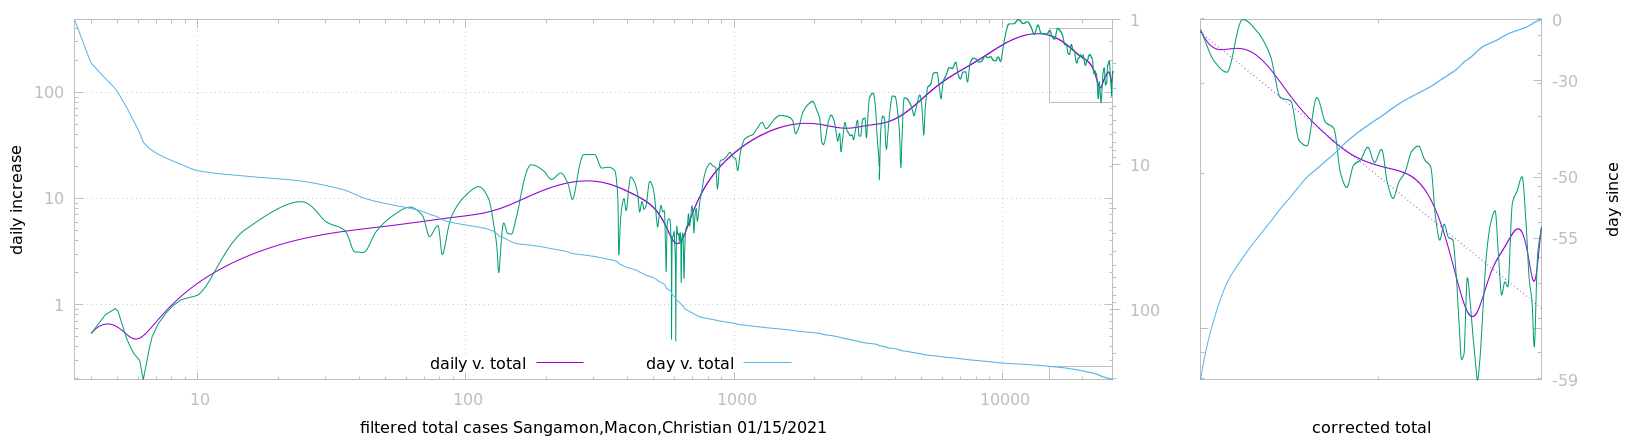 daily increase
100
10
1
10
100
1000
10000
1
10
100
daily v. total
day v. total
filtered total cases Sangamon,Macon,Christian 01/15/2021
0
-30
-50
-55
-59
day since
corrected total